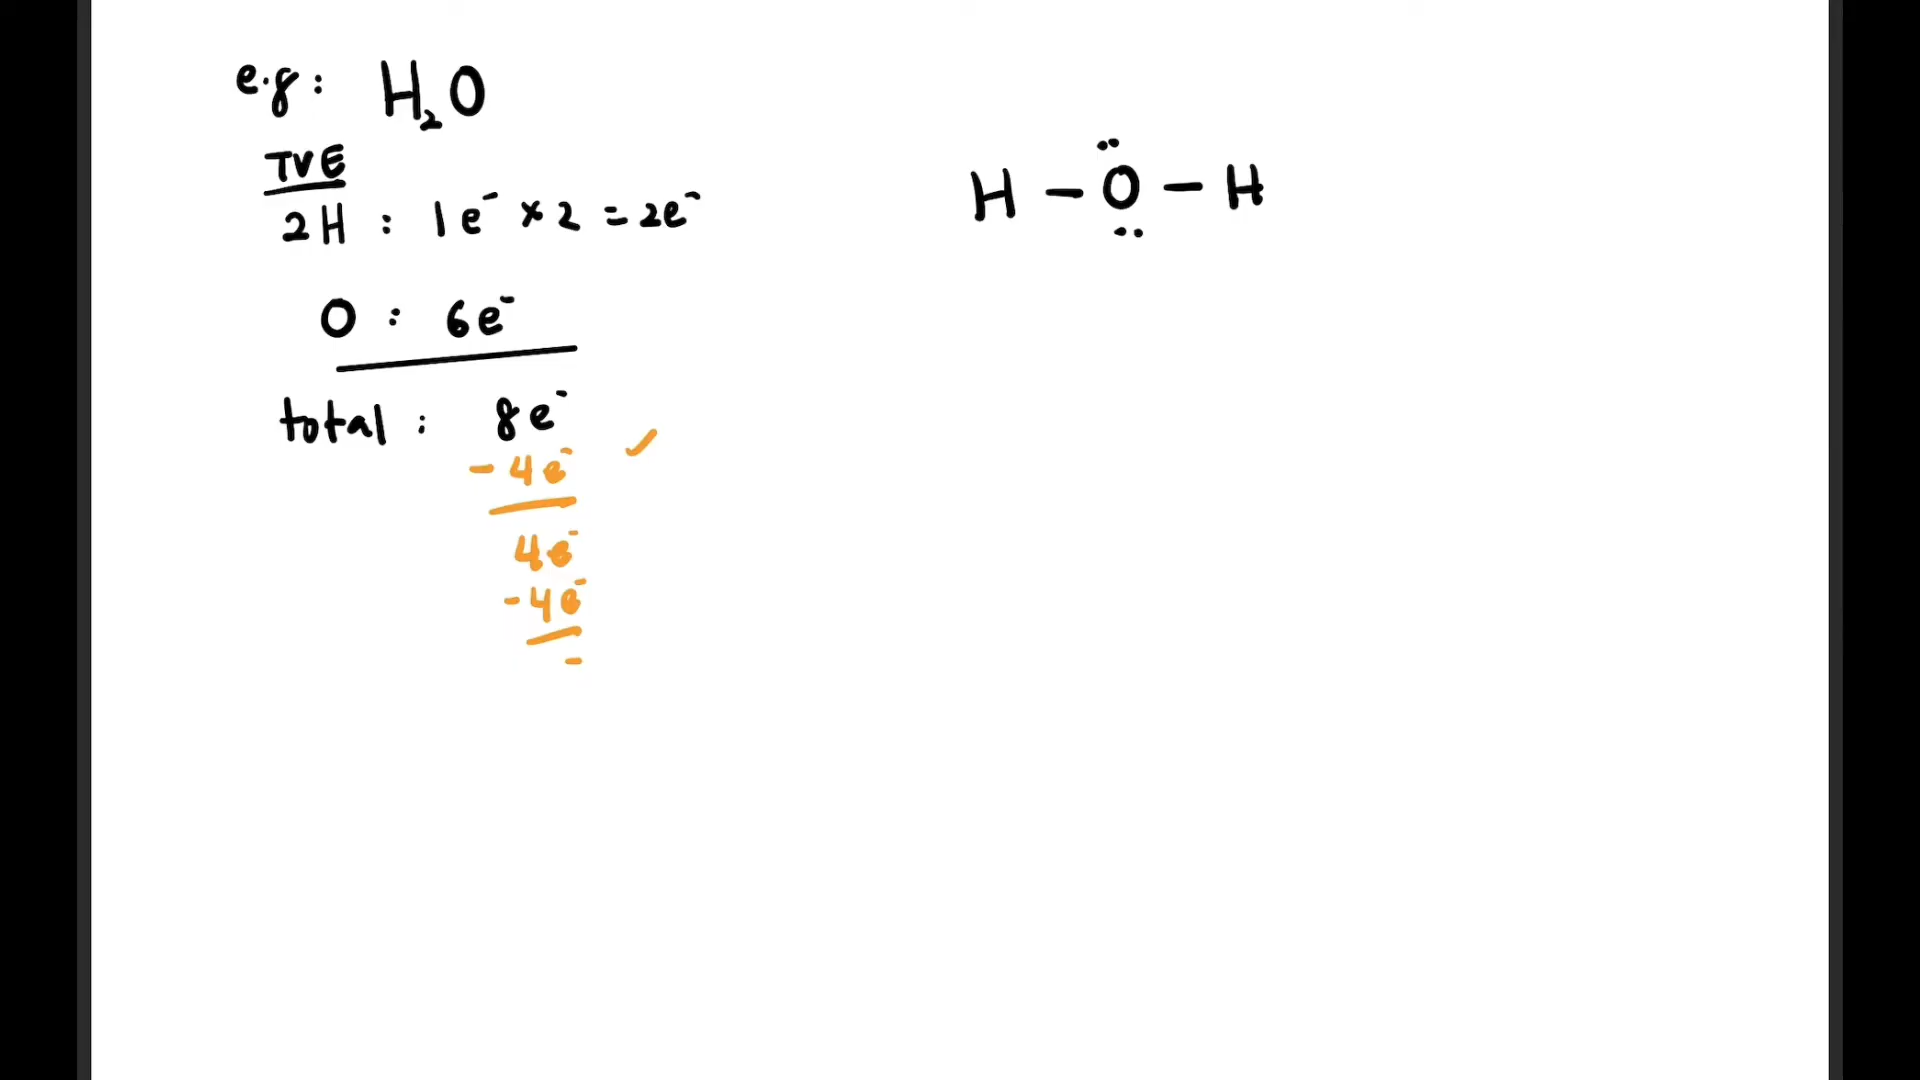 e.g: H₂O
TVE
2H : 1e⁻ × 2 = 2e⁻
O : 6e⁻
total : 8e⁻
- 4e⁻ ✓
4e⁻
- 4e⁻
-
H - Ö - H